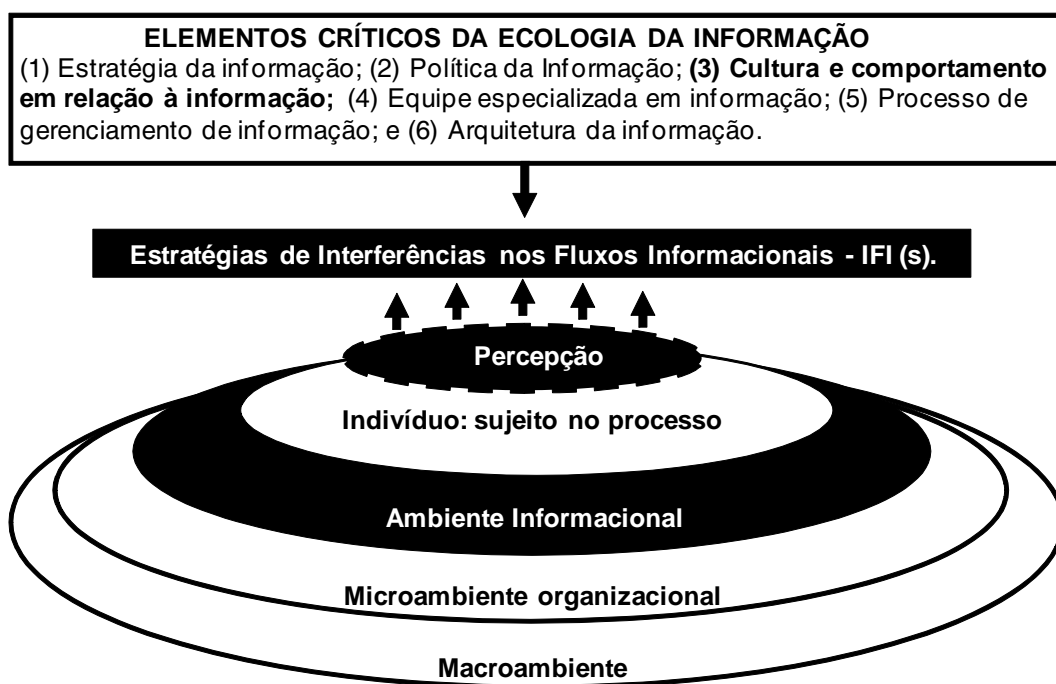 ELEMENTOS CRÍTICOS DA ECOLOGIA DA INFORMAÇÃO
(1) Estratégia da informação; (2) Política da Informação; (3) Cultura e comportamento
em relação à informação; (4) Equipe especializada em informação; (5) Processo de
gerenciamento de informação; e (6) Arquitetura da informação.
Estratégias de Interferências nos Fluxos Informacionais - IFI (s).
Percepção
Indivíduo: sujeito no processo
Ambiente Informacional
Microambiente organizacional
Macroambiente